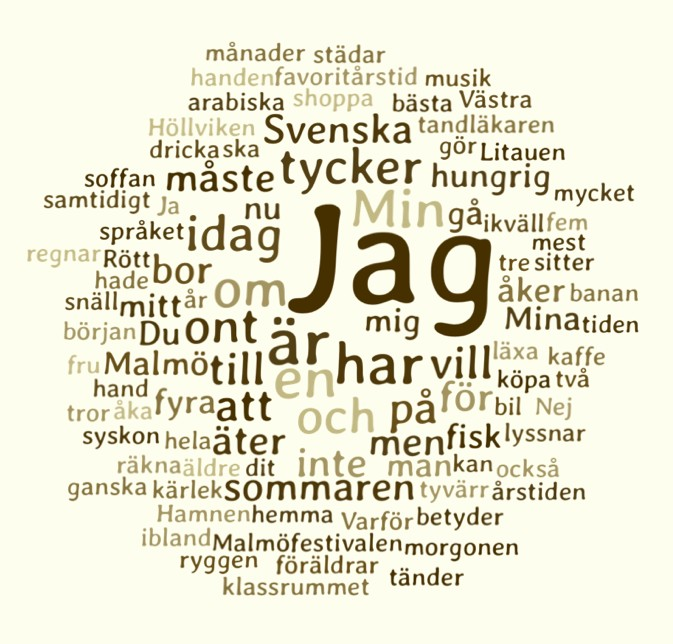 månader städar
handen favoritårstid musik
arabiska shoppa bästa Västra
Höllviken Svenska tandläkaren
dricka ska gör Litauen
soffan måste tycker hungrig
samtidigt Ja nu Min gå ikväll fem mycket
språket idag Jag mest
regnar Rött bor tre sitter
hade om åker banan
snäll mitt år mig Mina tiden
början Du ont är
fru Malmö till har vill läxa kaffe
hand en köpa två
tror åka fyra att och på för bil Nej
syskon hela äter men fisk lyssnar
räkna äldre dit inte man kan också
ganska kärlek sommaren tyvärr årstiden
Hamnen hemma Varför betyder
ibland Malmöfestivalen morgonen
ryggen föräldrar
klassrummet tänder